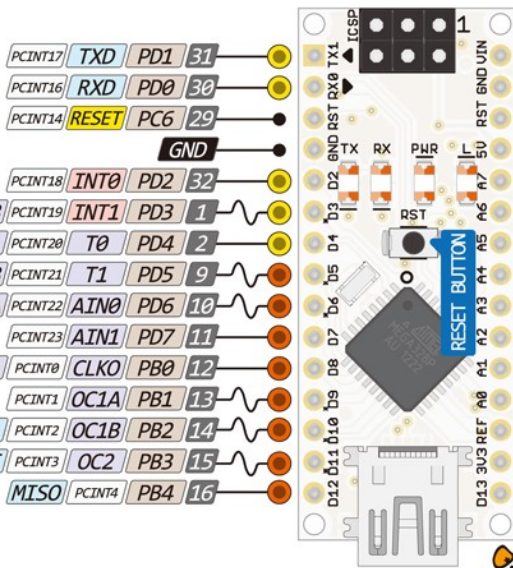 ICSP 1
PCINT17 TXD PD1 31 TX1 VIN
PCINT16 RXD PD0 30 RX0 GND
PCINT14 RESET PC6 29 RST RST
GND GND 5V
TX RX PWR L
PCINT18 INT0 PD2 32 D2 A7
PCINT19 INT1 PD3 1 D3 A6
RST
PCINT20 T0 PD4 2 D4 A5
RESET BUTTON
PCINT21 T1 PD5 9 D5 A4
PCINT22 AIN0 PD6 10 D6 A3
PCINT23 AIN1 PD7 11 D7 A2
PCINT0 CLKO PB0 12 D8 A1
PCINT1 OC1A PB1 13 D9 A0
PCINT2 OC1B PB2 14 D10 REF
PCINT3 OC2 PB3 15 D11 3V3
MISO PCINT4 PB4 16 D12 D13